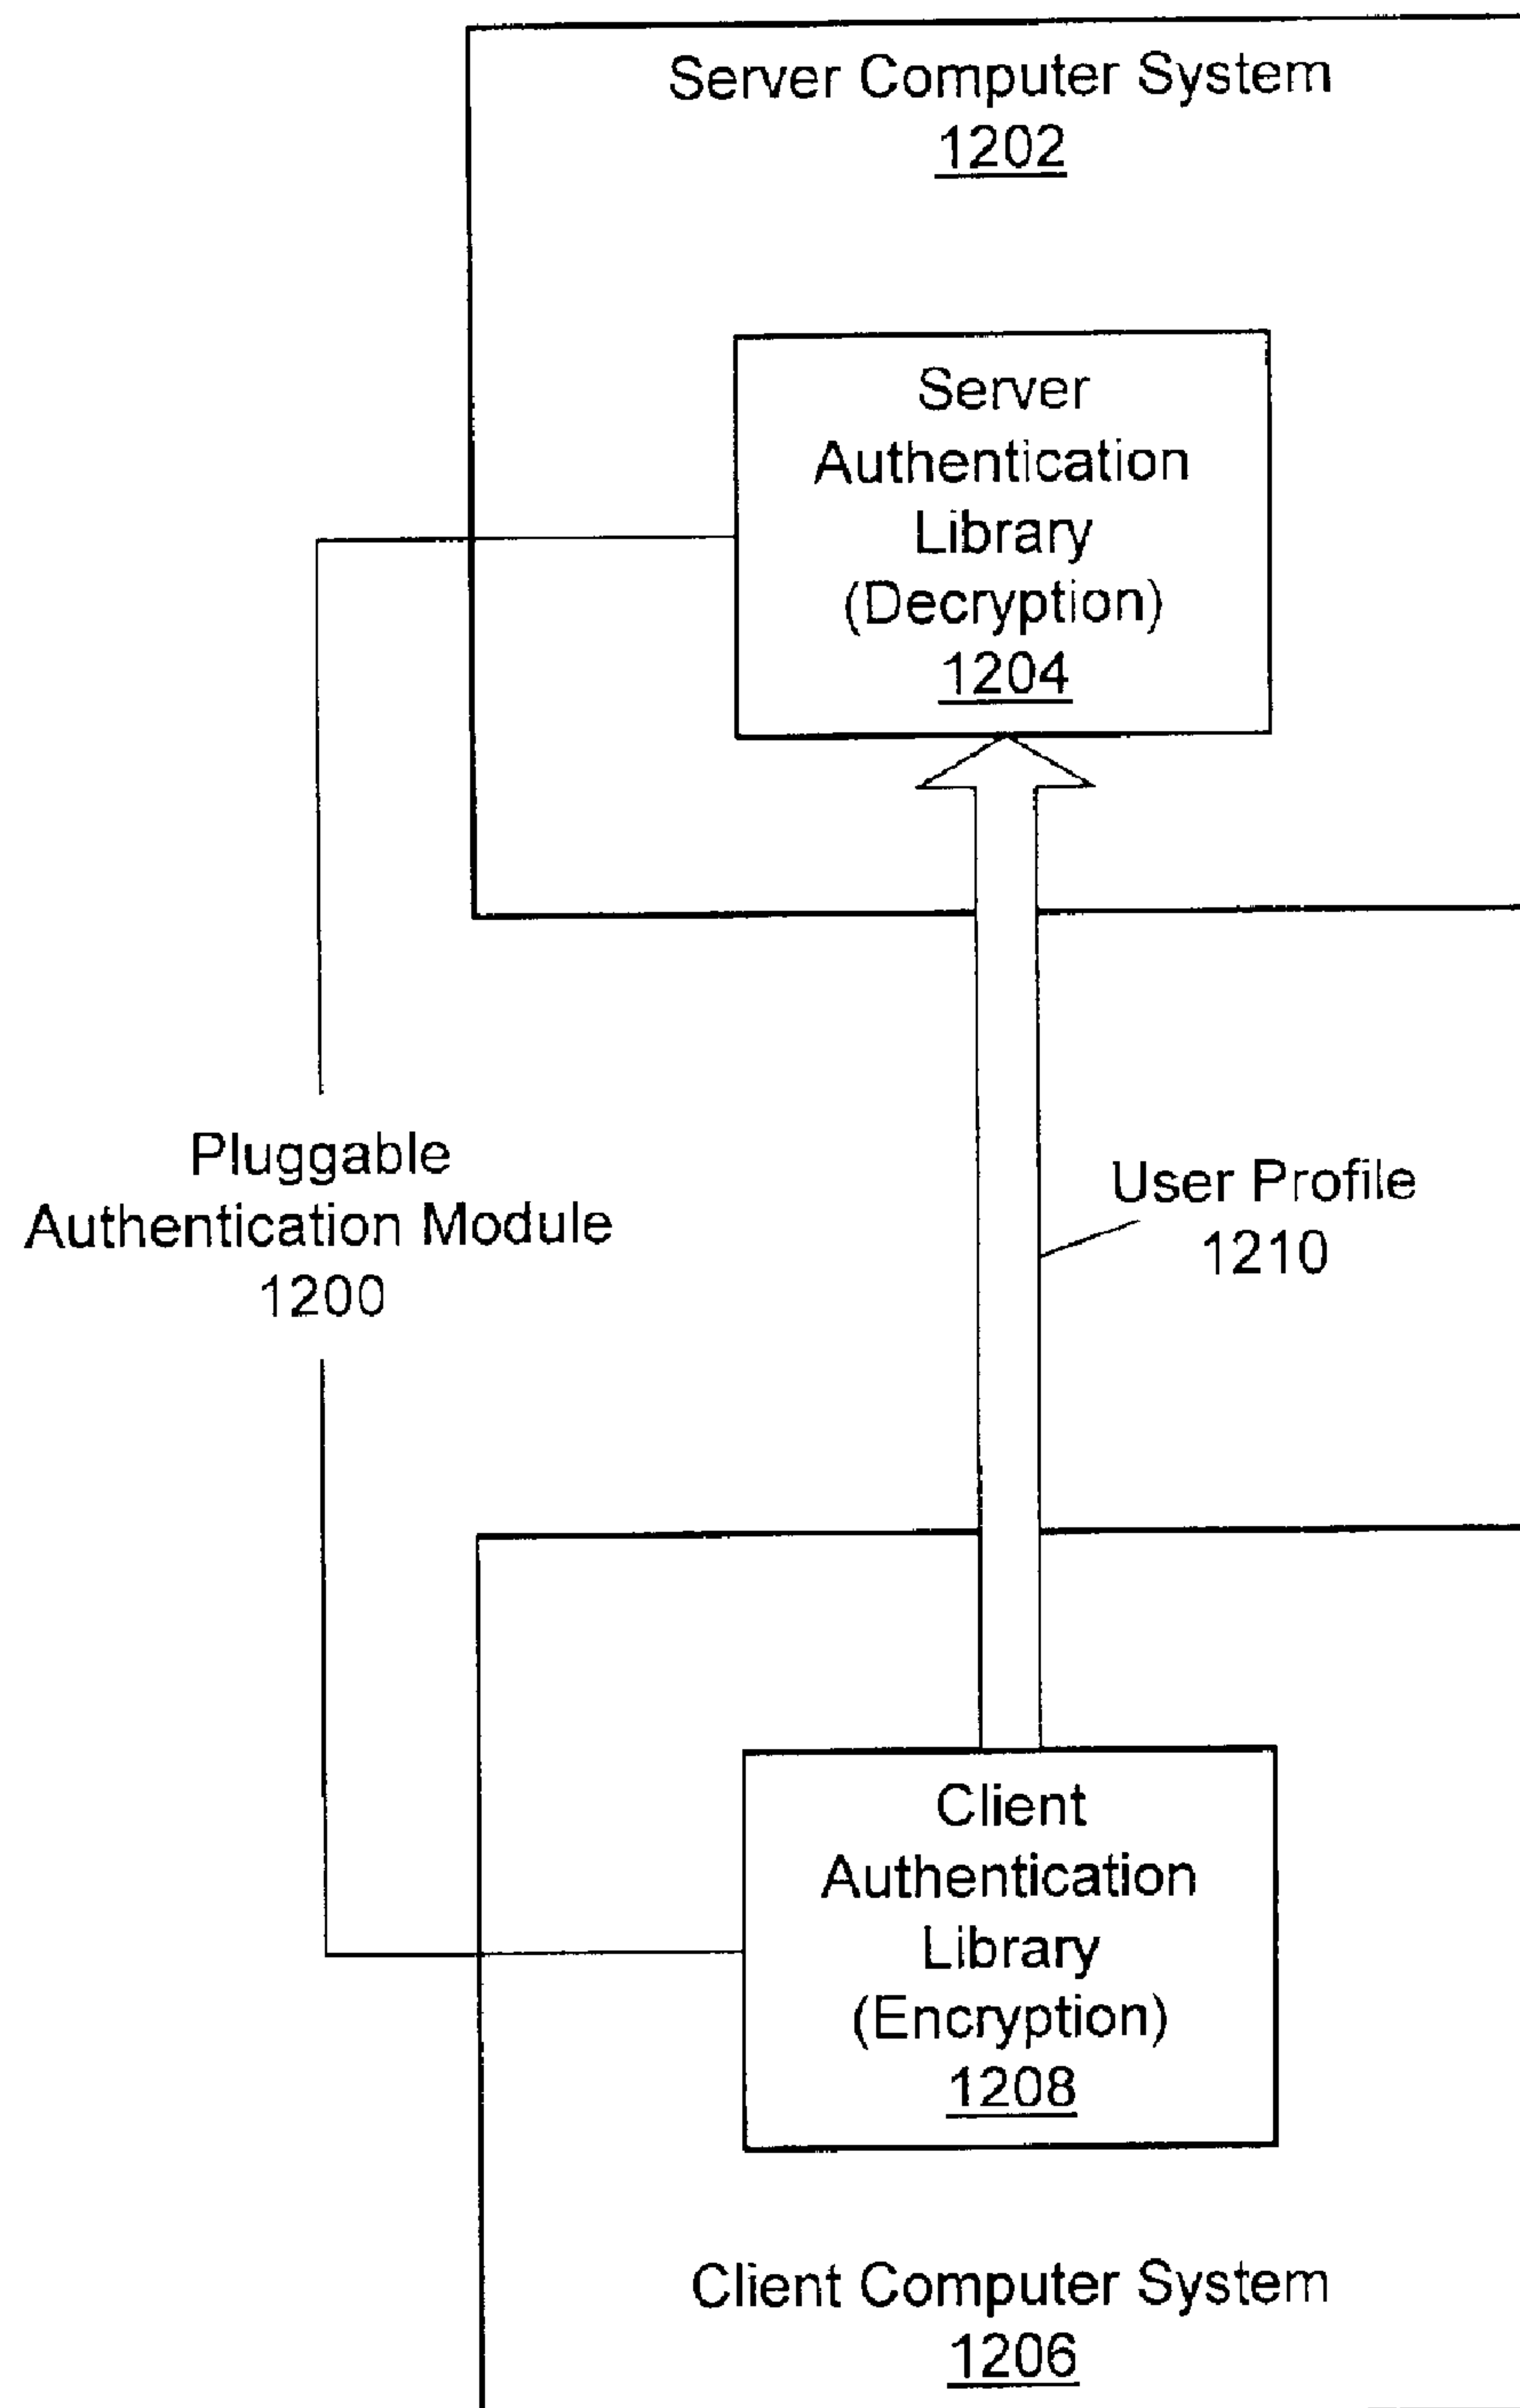 Server Computer System
1202
Server
Authentication
Library
(Decryption)
1204
Pluggable
Authentication Module
1200
User Profile
1210
Client
Authentication
Library
(Encryption)
1208
Client Computer System
1206